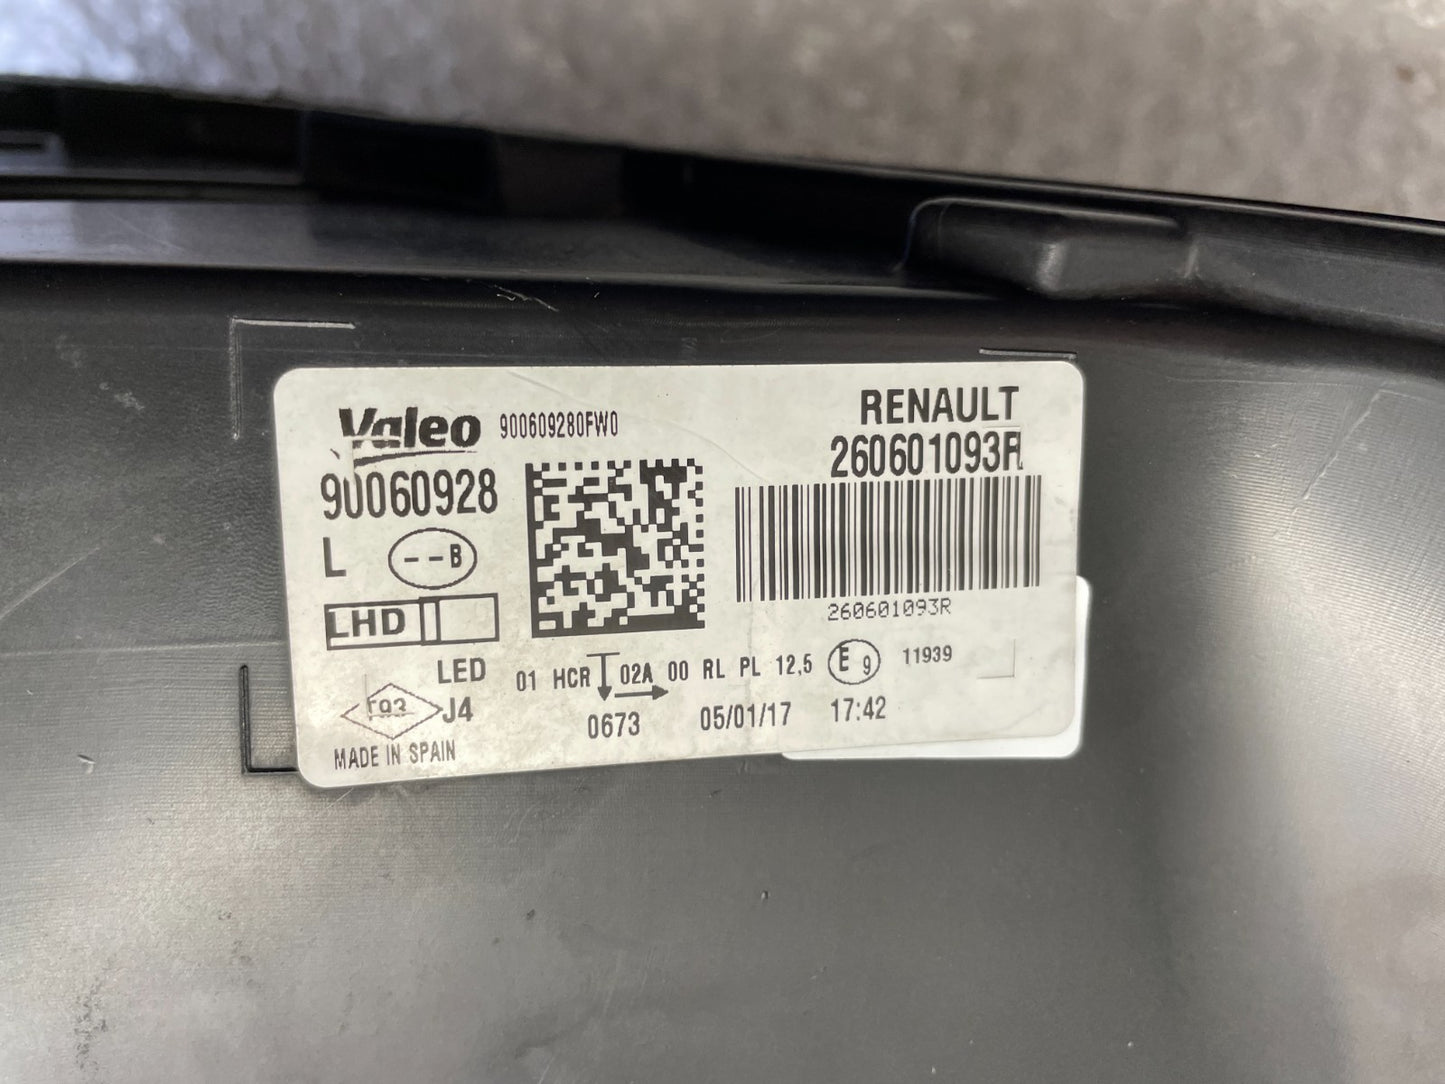 Valeo 900609280FW0
90060928
L --B
LHD
LED
J4
MADE IN SPAIN
RENAULT
260601093R
260601093R
01 HCR 02A 00 RL PL 12,5 E9 11939
0673 05/01/17 17:42